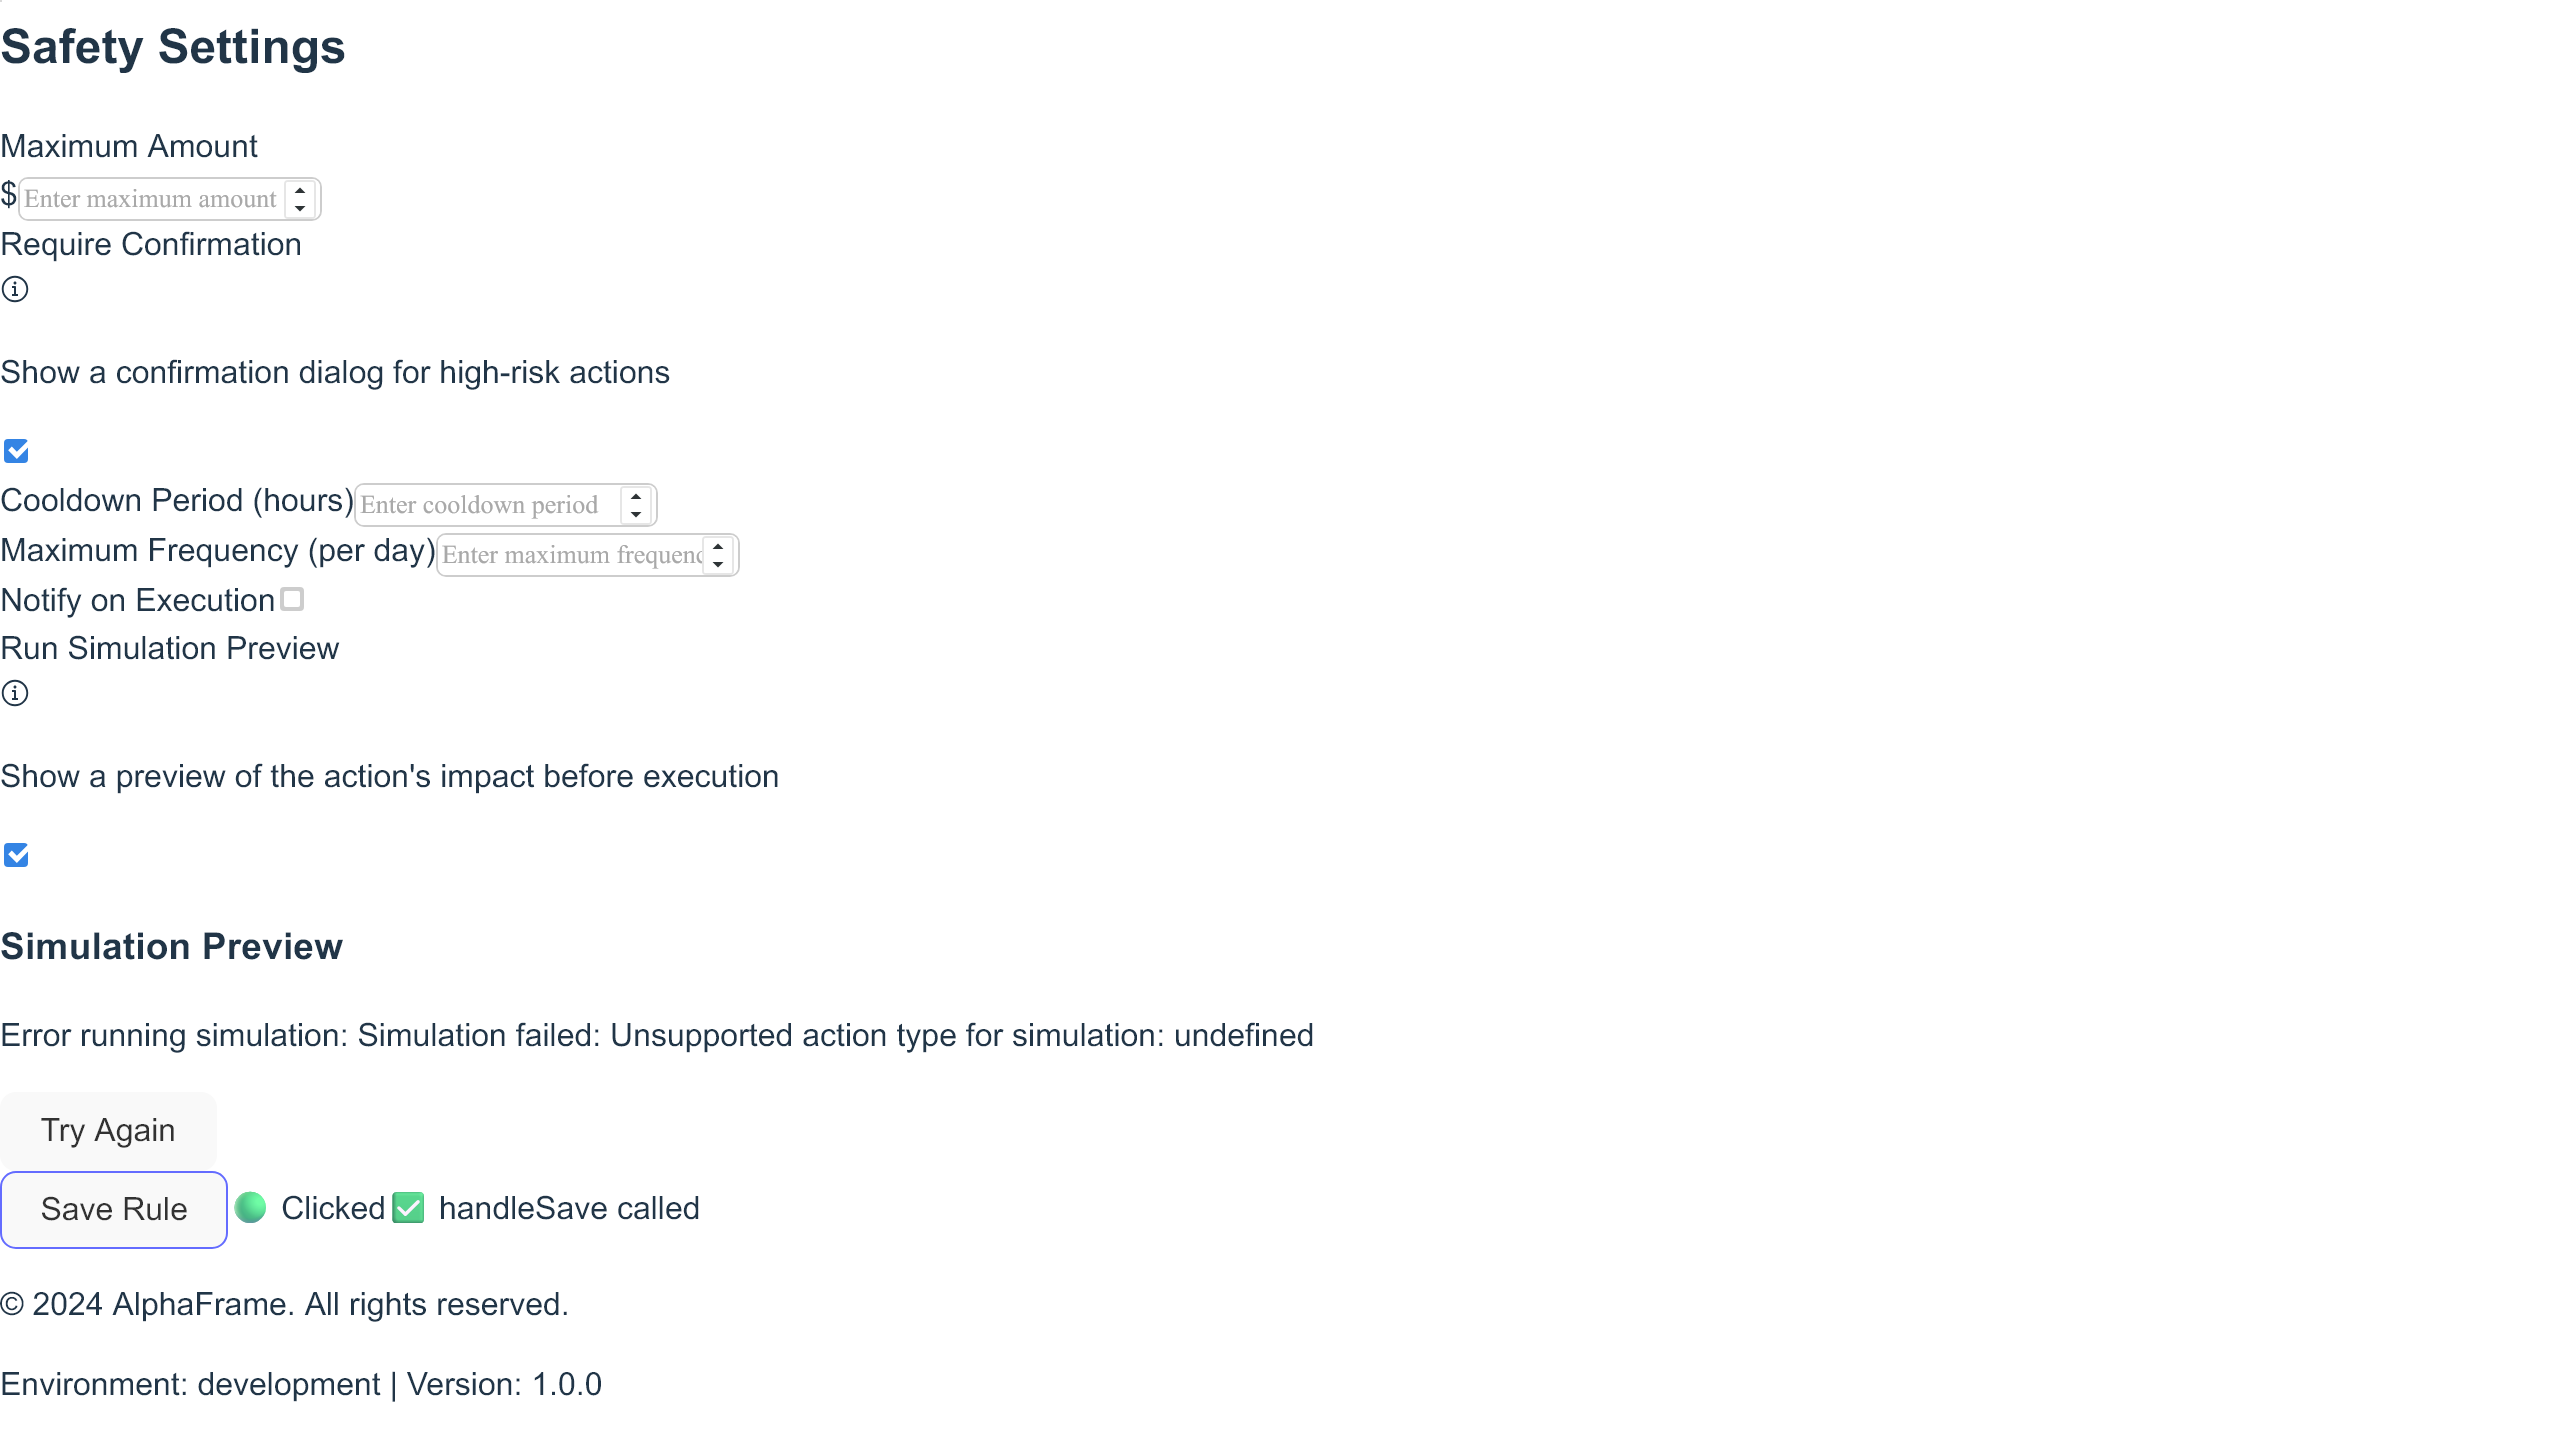 Safety Settings
Maximum Amount
$ Enter maximum amount
Require Confirmation
Show a confirmation dialog for high-risk actions
Cooldown Period (hours) Enter cooldown period
Maximum Frequency (per day) Enter maximum frequenc
Notify on Execution
Run Simulation Preview
Show a preview of the action's impact before execution
Simulation Preview
Error running simulation: Simulation failed: Unsupported action type for simulation: undefined
Try Again
Save Rule 🟢 Clicked ✅ handleSave called
© 2024 AlphaFrame. All rights reserved.
Environment: development | Version: 1.0.0